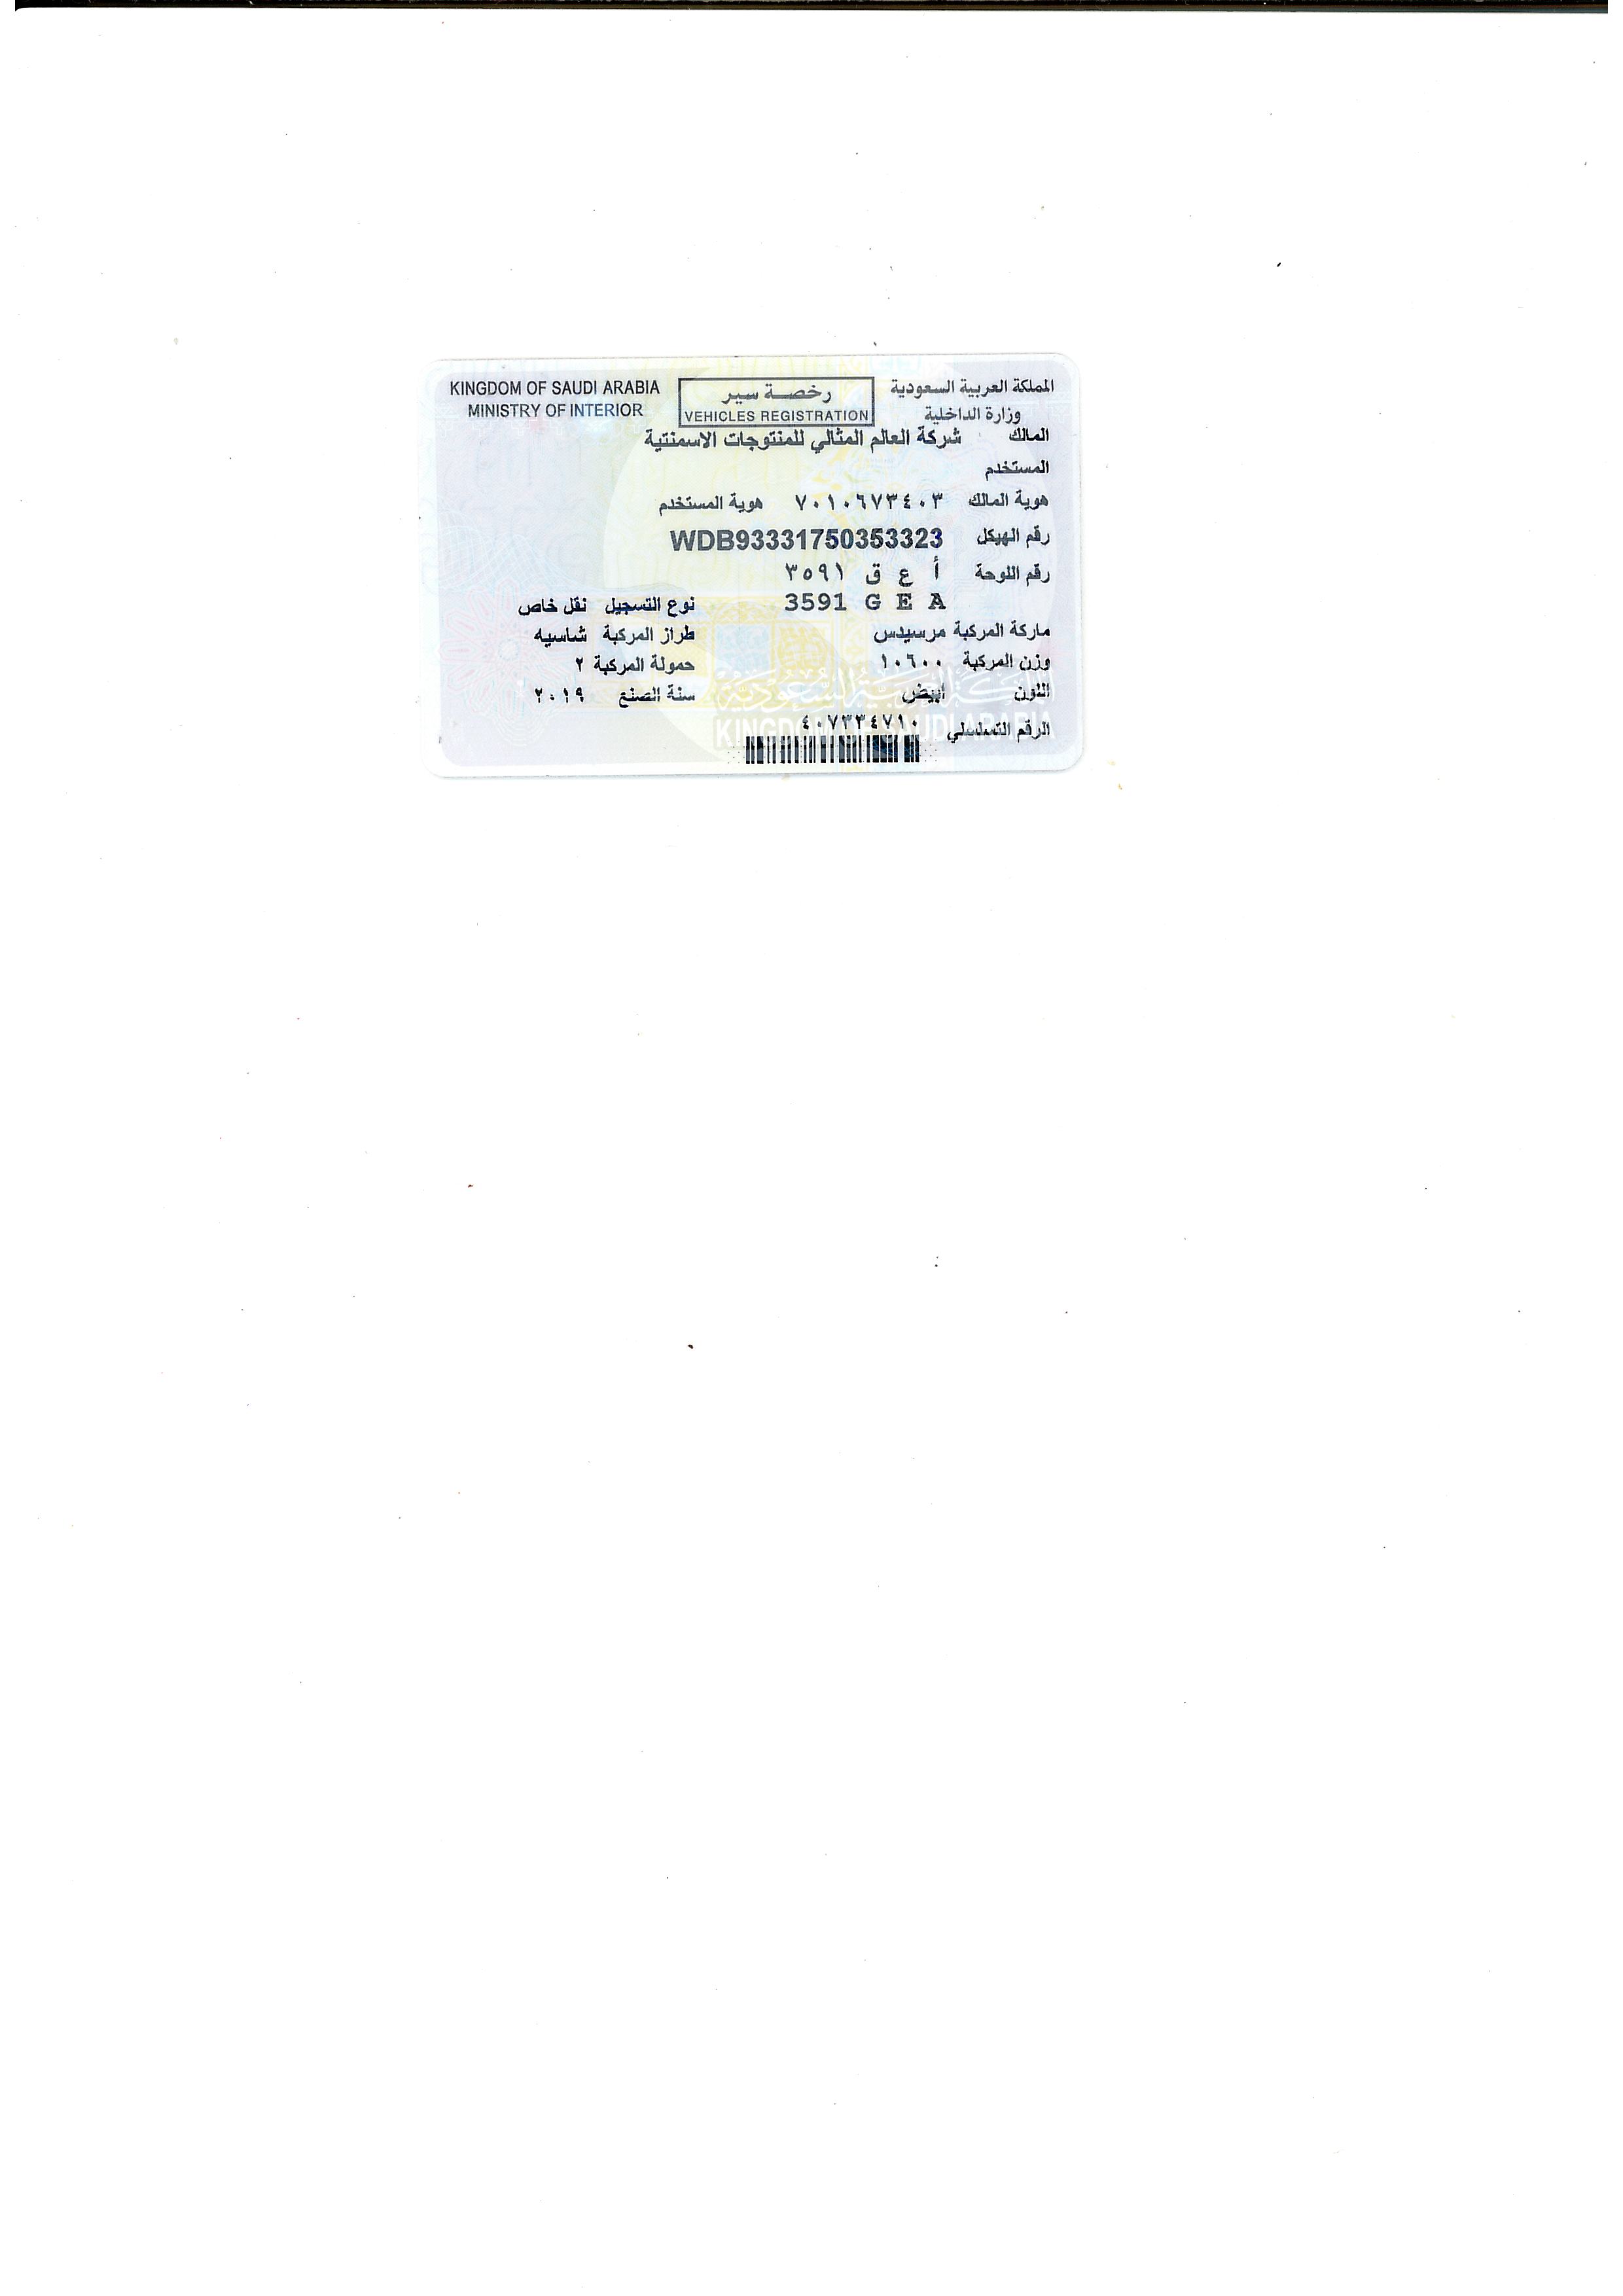 المملكة العربية السعودية رخصة سير KINGDOM OF SAUDI ARABIA
وزارة الداخلية VEHICLES REGISTRATION MINISTRY OF INTERIOR
المالك شركة العالم المثالي للمنتوجات الاسمنتية
المستخدم
هوية المالك ٧٠١٠٦٧٣٤٠٣ هوية المستخدم
رقم الهيكل WDB93331750353323
رقم اللوحة أ ع ق ٣٥٩١
3591 G E A نوع التسجيل نقل خاص
ماركة المركبة مرسيدس طراز المركبة شاسيه
وزن المركبة ١٠٦٠٠ حمولة المركبة ٢
اللون أبيض سنة الصنع ٢٠١٩
الرقم التسلسلي ٤٠٧٣٣٤٧١٠
المملكة العربية السعودية
KINGDOM OF SAUDI ARABIA